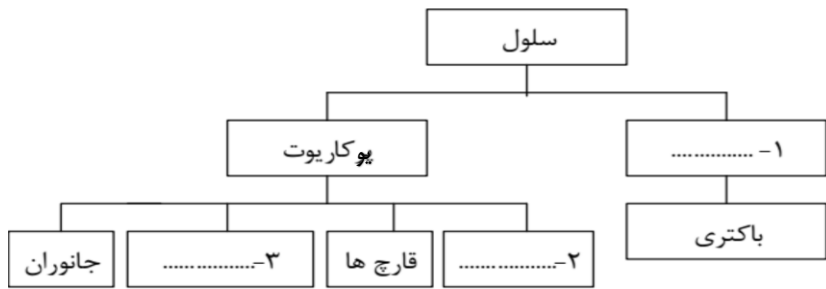 سلول
۱- ...............
یوکاریوت
باکتری
۲-..................
قارچ ها
۳-.................
جانوران